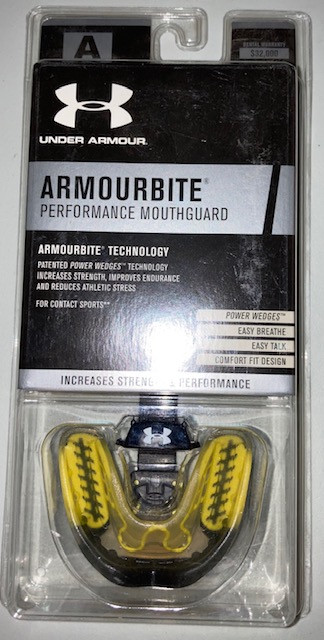 A
DENTAL WARRANTY
$32,000
UNDER ARMOUR.
ARMOURBITE®
PERFORMANCE MOUTHGUARD
ARMOURBITE® TECHNOLOGY
PATENTED POWER WEDGES™ TECHNOLOGY
INCREASES STRENGTH, IMPROVES ENDURANCE
AND REDUCES ATHLETIC STRESS
FOR CONTACT SPORTS**
POWER WEDGES™
EASY BREATHE
EASY TALK
COMFORT FIT DESIGN
INCREASES STRENGTH & PERFORMANCE